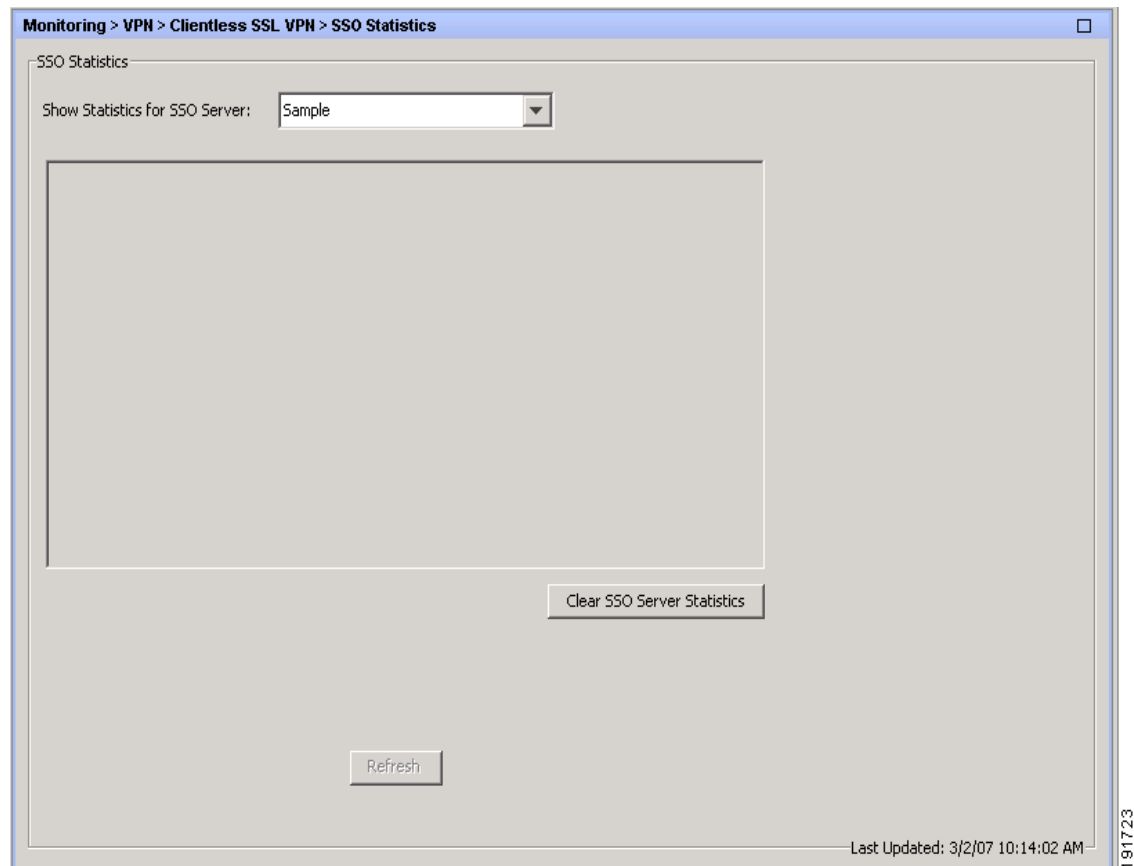 Monitoring > VPN > Clientless SSL VPN > SSO Statistics
SSO Statistics
Show Statistics for SSO Server: Sample
Clear SSO Server Statistics
Refresh
Last Updated: 3/2/07 10:14:02 AM
191723